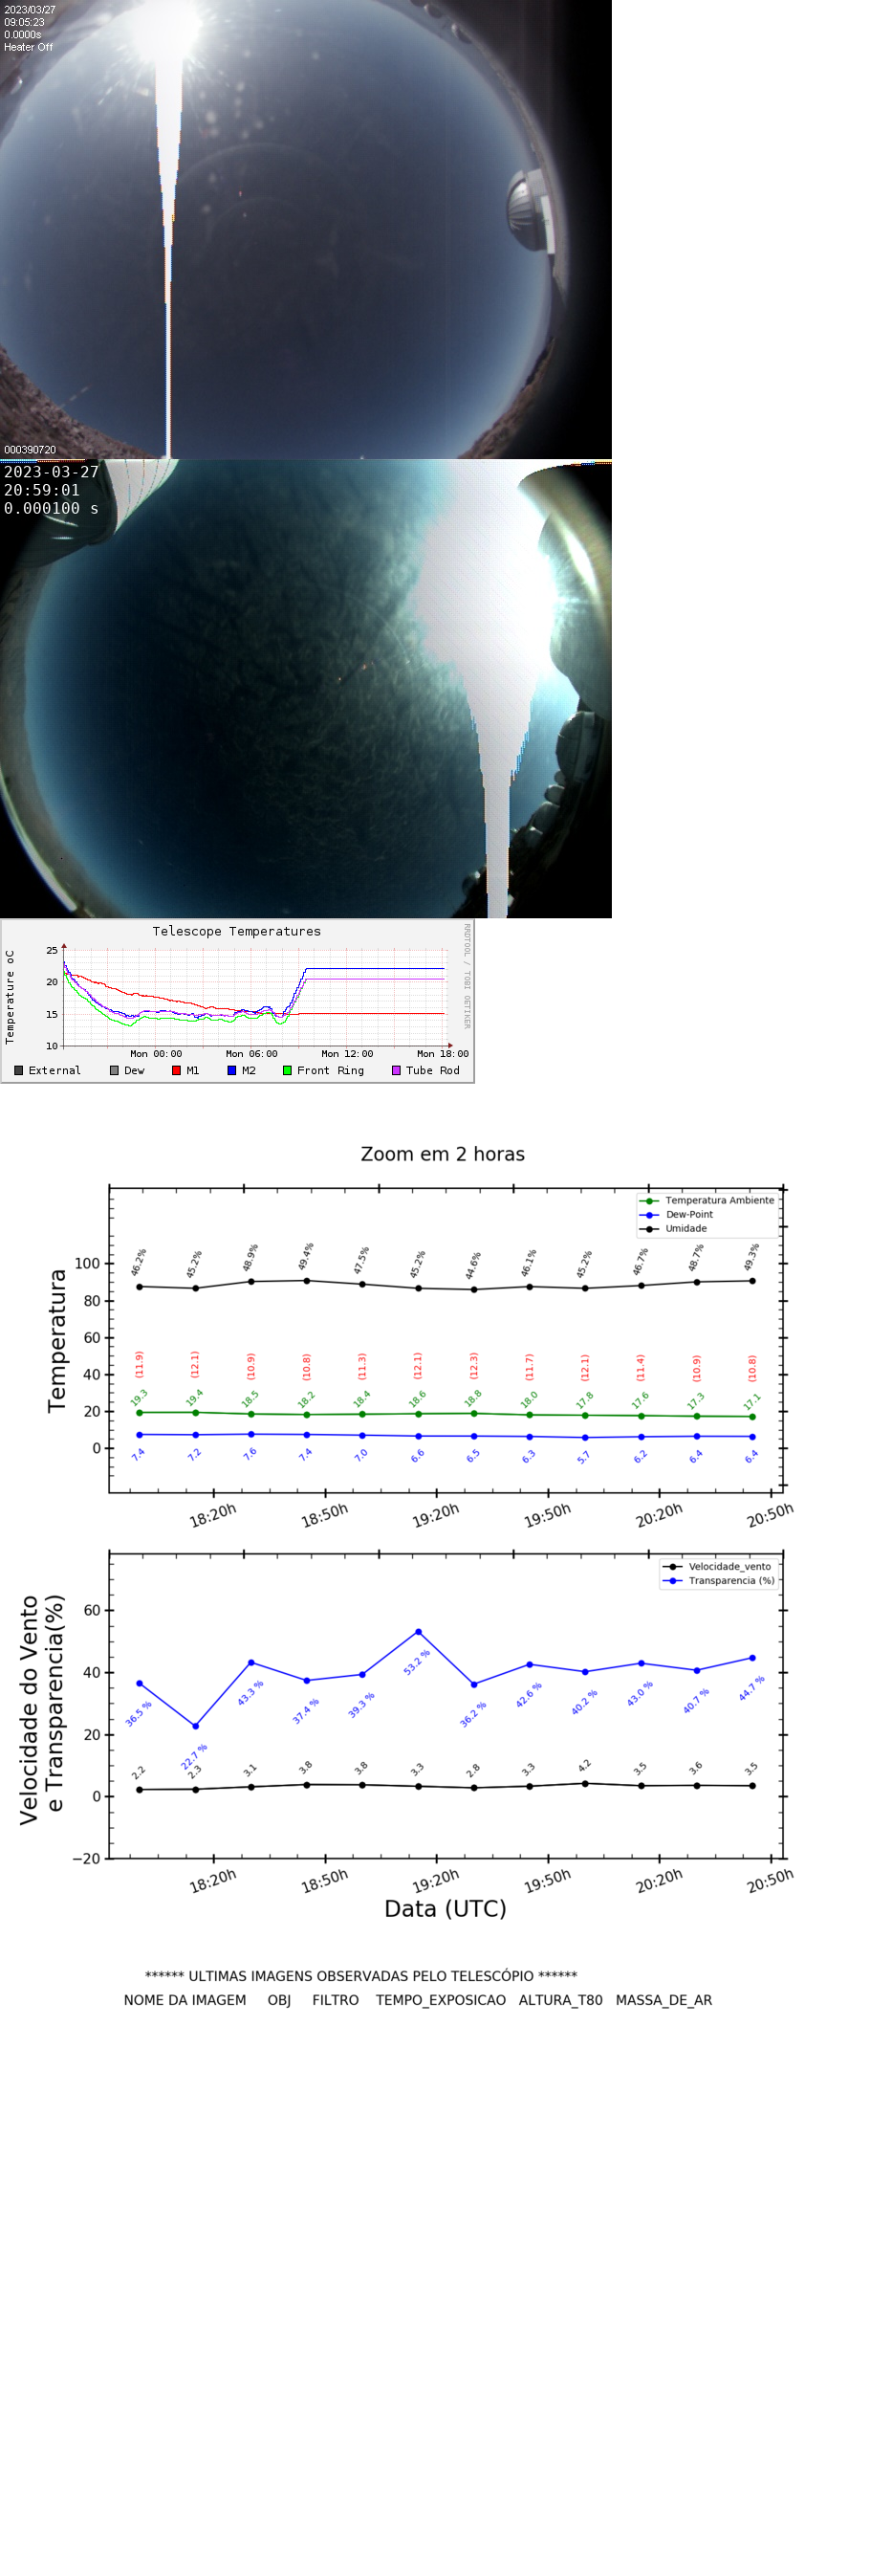 2023/03/27
09:05:23
0.0000s
Heater Off
000390720
2023-03-27
20:59:01
0.000100 s
Telescope Temperatures
RRDTOOL / TOBI OETIKER
Temperature oC
25
20
15
10
Mon 00:00 Mon 06:00 Mon 12:00 Mon 18:00
External Dew M1 M2 Front Ring Tube Rod
Zoom em 2 horas
Temperatura Ambiente
Dew-Point
Umidade
Temperatura
100
80
60
40
20
0
46.2% 45.2% 48.9% 49.4% 47.5% 45.2% 44.6% 46.1% 45.2% 46.7% 48.7% 49.3%
(11.9) (12.1) (10.9) (10.8) (11.3) (12.1) (12.3) (11.7) (12.1) (11.4) (10.9) (10.8)
19.3 19.4 18.5 18.2 18.4 18.6 18.8 18.0 17.8 17.6 17.3 17.1
7.4 7.2 7.6 7.4 7.0 6.6 6.5 6.3 5.7 6.2 6.4 6.4
18:20h 18:50h 19:20h 19:50h 20:20h 20:50h
Velocidade_vento
Transparencia (%)
Velocidade do Vento
e Transparencia(%)
60
40
20
0
−20
36.5 % 22.7 % 43.3 % 37.4 % 39.3 % 53.2 % 36.2 % 42.6 % 40.2 % 43.0 % 40.7 % 44.7 %
2.2 2.3 3.1 3.8 3.8 3.3 2.8 3.3 4.2 3.5 3.6 3.5
18:20h 18:50h 19:20h 19:50h 20:20h 20:50h
Data (UTC)
****** ULTIMAS IMAGENS OBSERVADAS PELO TELESCÓPIO ******
NOME DA IMAGEM OBJ FILTRO TEMPO_EXPOSICAO ALTURA_T80 MASSA_DE_AR